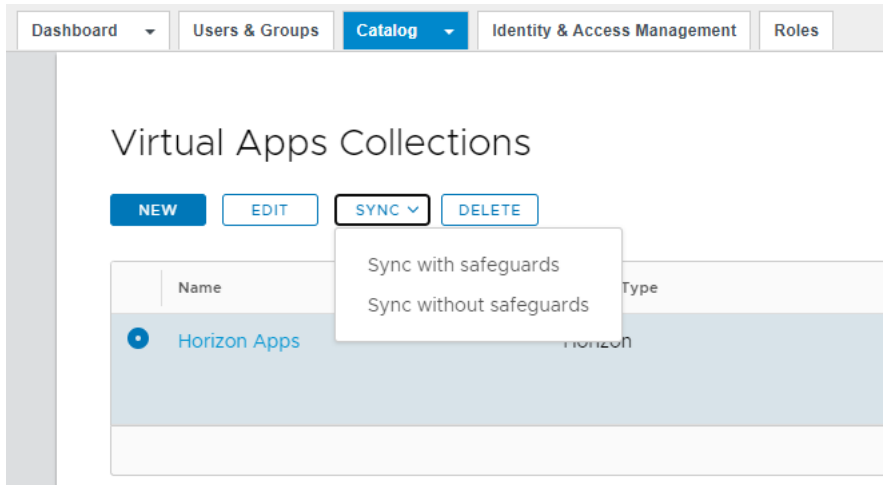 Dashboard Users & Groups Catalog Identity & Access Management Roles
Virtual Apps Collections
NEW EDIT SYNC DELETE
Sync with safeguards
Sync without safeguards
Name Type
Horizon Apps Horizon